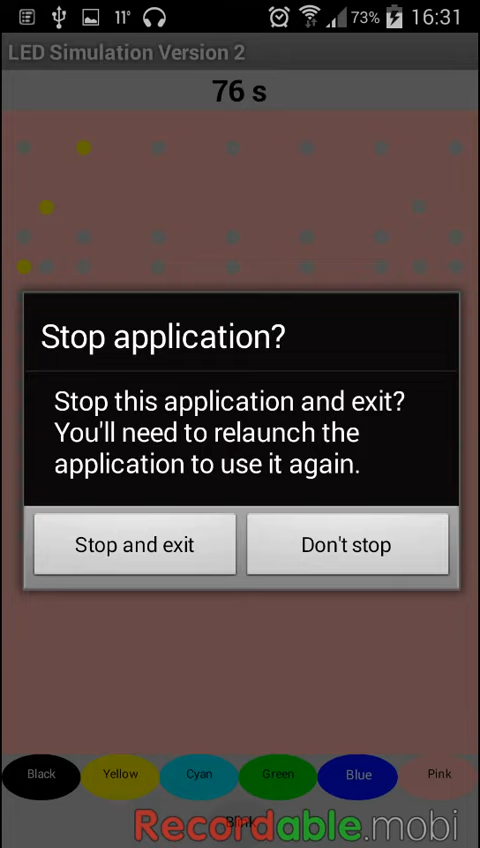 11° 73% 16:31
LED Simulation Version 2
76 s
Stop application?
Stop this application and exit?
You'll need to relaunch the
application to use it again.
Stop and exit Don't stop
Black Yellow Cyan Green Blue Pink
Blink
Recordable.mobi